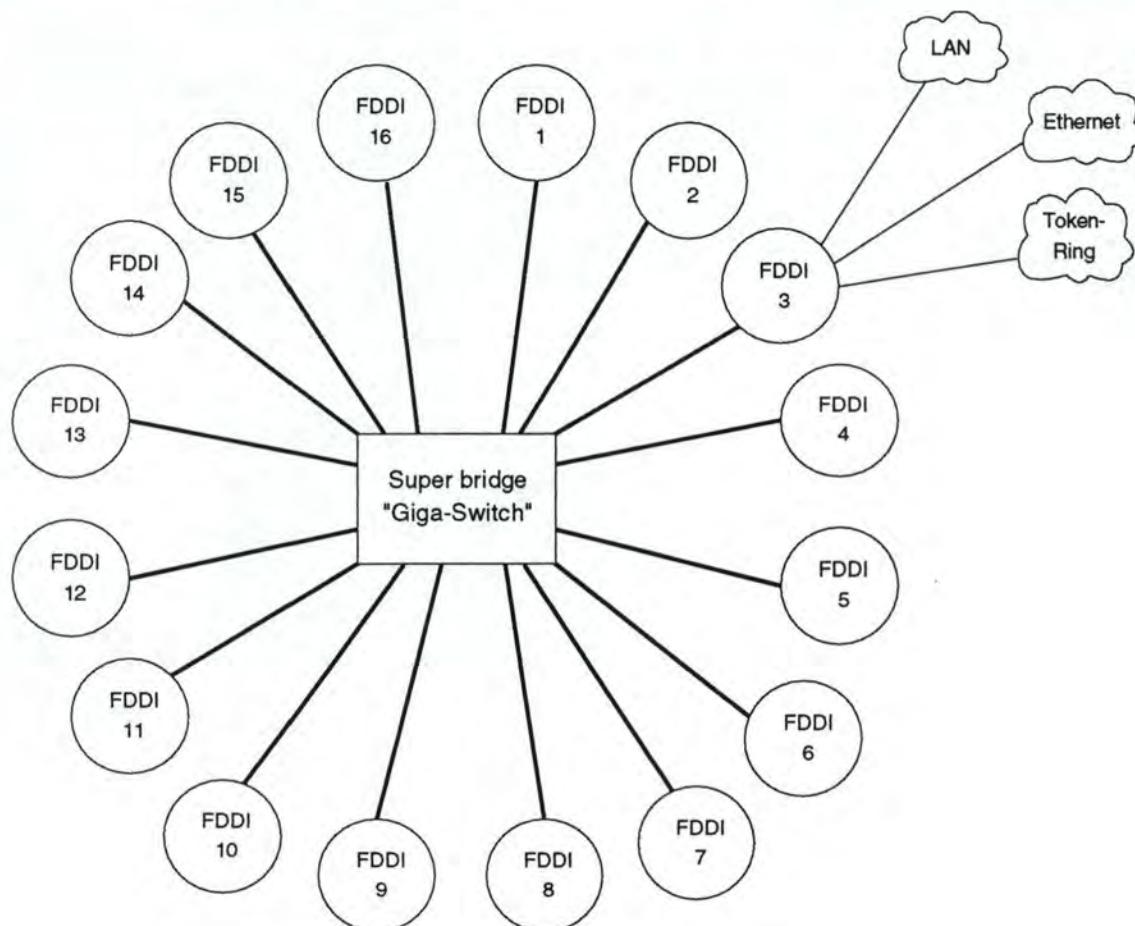 LAN
Ethernet
Token-
Ring
FDDI
16
FDDI
1
FDDI
15
FDDI
2
FDDI
14
FDDI
3
FDDI
13
FDDI
4
Super bridge
"Giga-Switch"
FDDI
12
FDDI
5
FDDI
11
FDDI
6
FDDI
10
FDDI
7
FDDI
9
FDDI
8